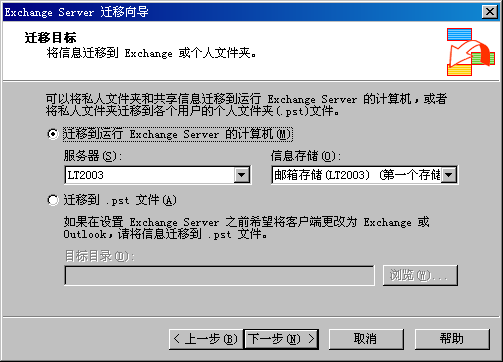 Exchange Server 迁移向导
迁移目标
将信息迁移到 Exchange 或个人文件夹。
可以将私人文件夹和共享信息迁移到运行 Exchange Server 的计算机，或者
将私人文件夹迁移到各个用户的个人文件夹(.pst)文件。
迁移到运行 Exchange Server 的计算机(M)
服务器(S): 信息存储(O):
LT2003 邮箱存储(LT2003) (第一个存储
迁移到 .pst 文件(A)
如果在设置 Exchange Server 之前希望将客户端更改为 Exchange 或
Outlook，请将信息迁移到 .pst 文件。
目标目录(D):
浏览(W)...
< 上一步(B) 下一步(N) > 取消 帮助